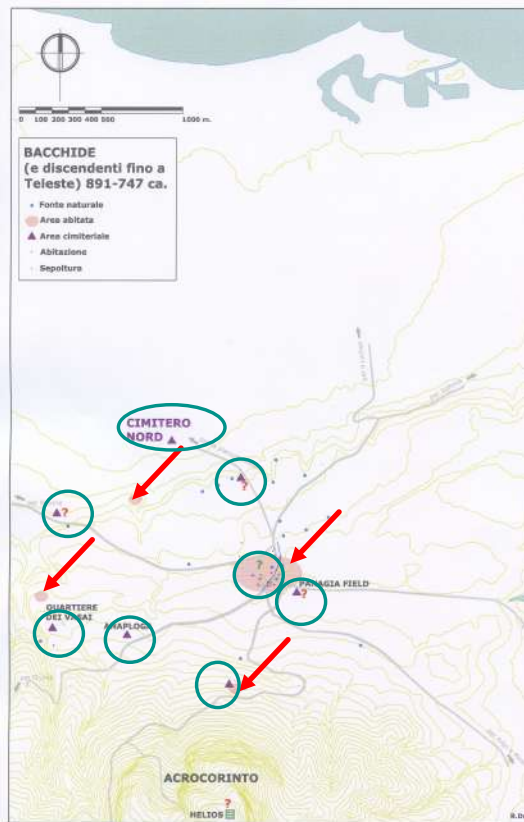 0 100 200 300 400 500 1000 m.
BACCHIDE
(e discendenti fino a
Teleste) 891-747 ca.
Fonte naturale
Area abitata
Area cimiteriale
Abitazione
Sepoltura
CIMITERO
NORD
?
?
?
PANAGIA FIELD
?
QUARTIERE
DEI VASAI
ANAPLOGA
ACROCORINTO
?
HELIOS